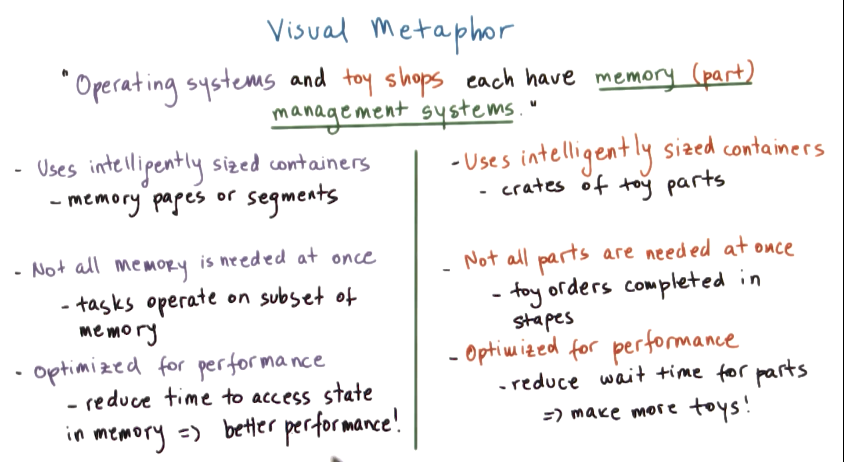 Visual Metaphor
"Operating systems and toy shops each have memory (part)
management systems."
- Uses intelligently sized containers
- memory pages or segments
- Not all memory is needed at once
- tasks operate on subset of
memory
- Optimized for performance
- reduce time to access state
in memory => better performance!
- Uses intelligently sized containers
- crates of toy parts
- Not all parts are needed at once
- toy orders completed in
stages
- Optimized for performance
- reduce wait time for parts
=> make more toys!